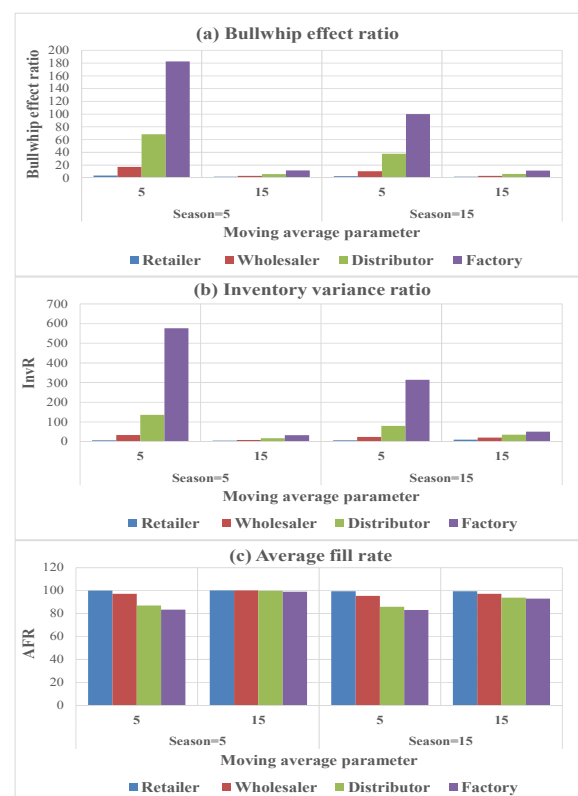 (a) Bullwhip effect ratio
Bullwhip effect ratio
200
180
160
140
120
100
80
60
40
20
0
5 15 5 15
Season=5 Season=15
Moving average parameter
Retailer Wholesaler Distributor Factory
(b) Inventory variance ratio
InvR
700
600
500
400
300
200
100
0
5 15 5 15
Season=5 Season=15
Moving average parameter
Retailer Wholesaler Distributor Factory
(c) Average fill rate
AFR
120
100
80
60
40
20
0
5 15 5 15
Season=5 Season=15
Moving average parameter
Retailer Wholesaler Distributor Factory